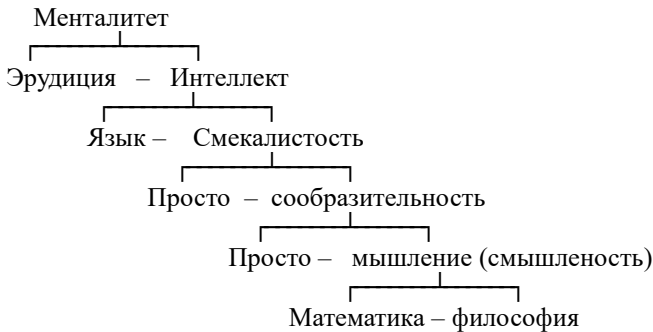 Менталитет
Эрудиция – Интеллект
Язык – Смекалистость
Просто – сообразительность
Просто – мышление (смышленость)
Математика – философия